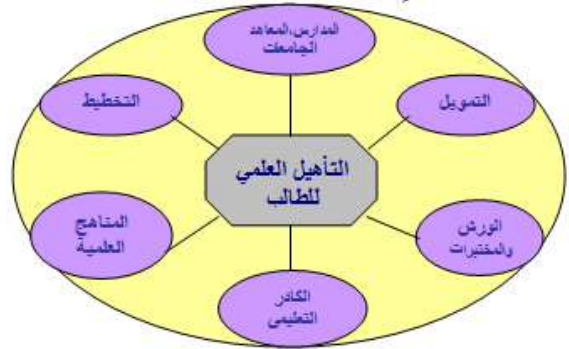 المدارس،المعاهد
الجامعات
التمويل
التخطيط
التأهيل العلمي
للطالب
الورش
والمختبرات
المناهج
العلمية
الكادر
التعليمي